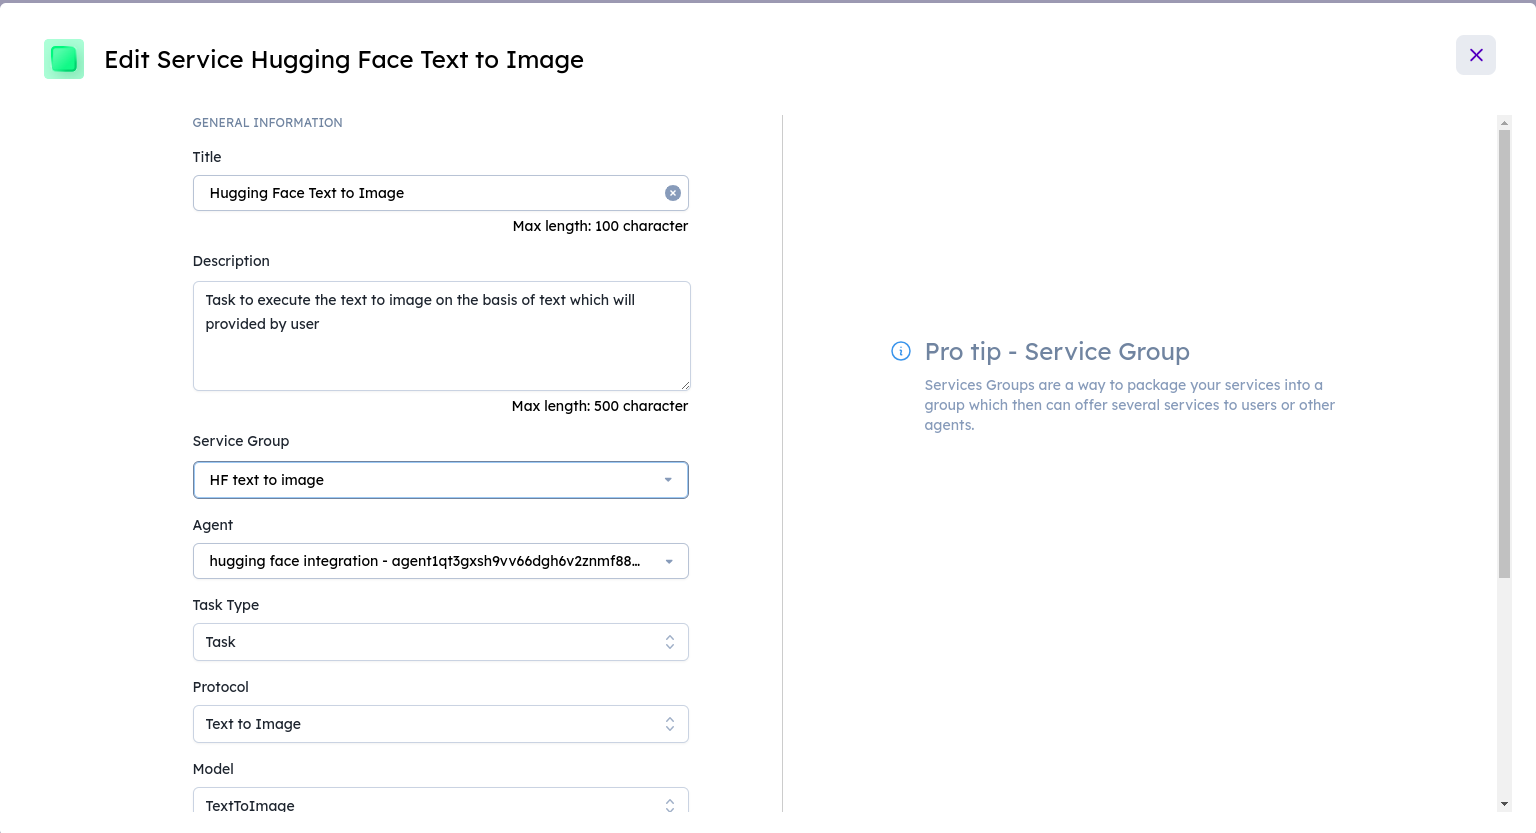 Edit Service Hugging Face Text to Image
GENERAL INFORMATION
Title
Hugging Face Text to Image
Max length: 100 character
Description
Task to execute the text to image on the basis of text which will
provided by user
Max length: 500 character
Service Group
HF text to image
Agent
hugging face integration - agent1qt3gxsh9vv66dgh6v2znmf88...
Task Type
Task
Protocol
Text to Image
Model
TextToImage
Pro tip - Service Group
Services Groups are a way to package your services into a
group which then can offer several services to users or other
agents.